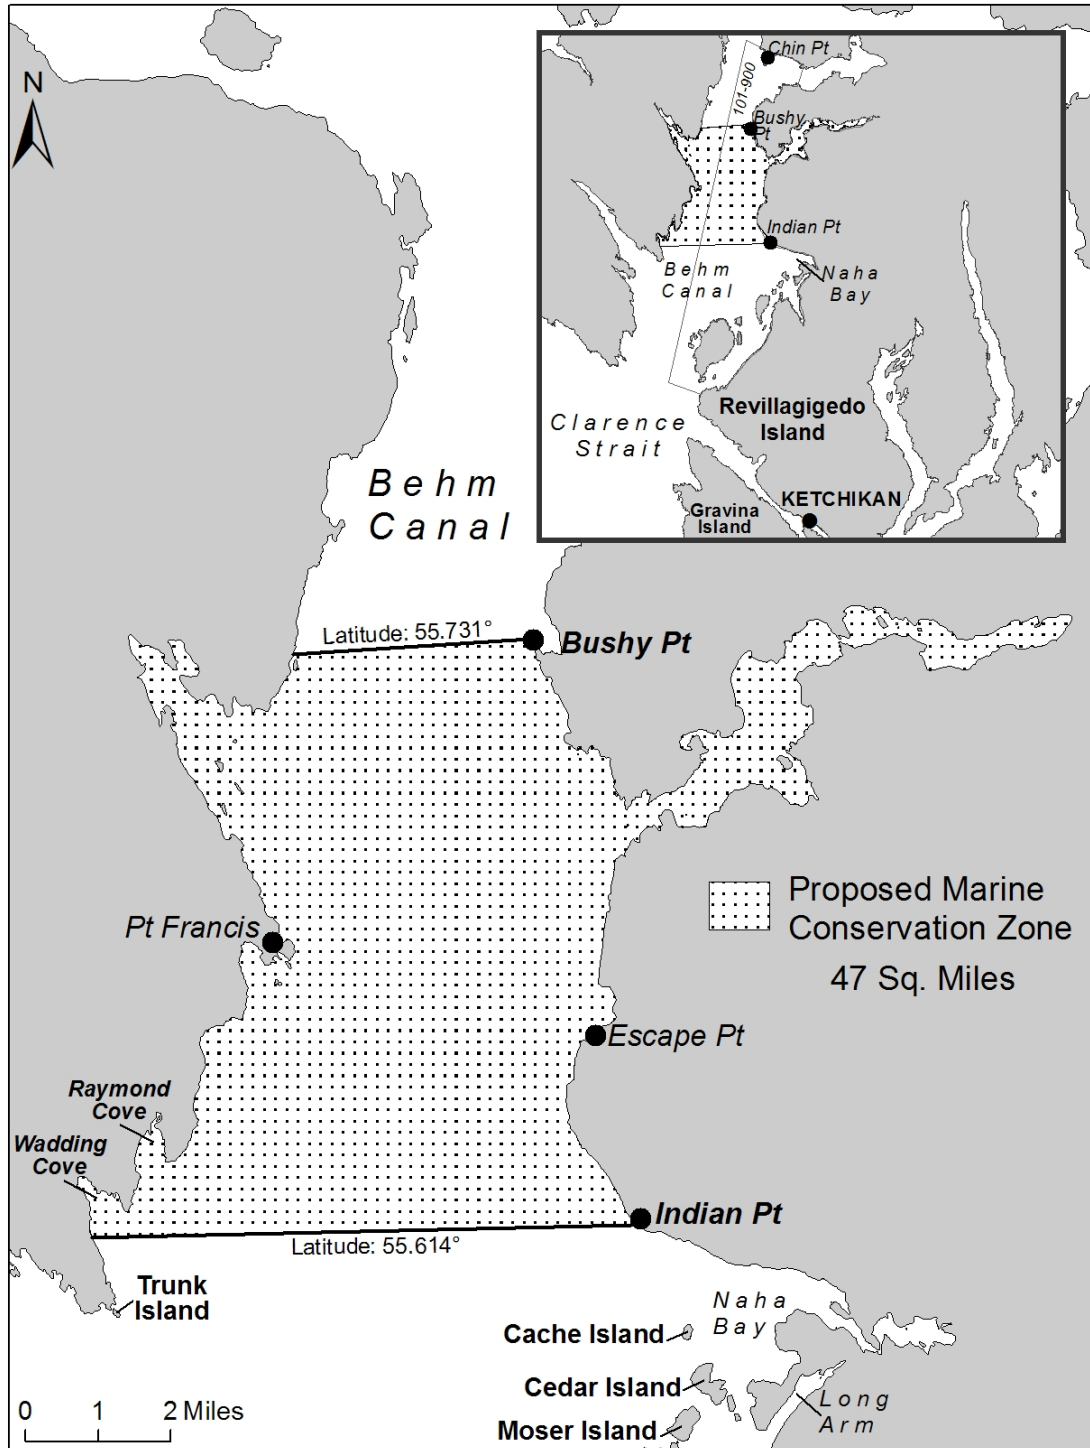 N
Chin Pt
101-900
Bushy
Pt
Indian Pt
Behm
Canal
Naha
Bay
Clarence
Strait
Revillagigedo
Island
Gravina
Island
KETCHIKAN
Behm
Canal
Latitude: 55.731°
Bushy Pt
Proposed Marine
Conservation Zone
47 Sq. Miles
Pt Francis
Escape Pt
Raymond
Cove
Wadding
Cove
Indian Pt
Latitude: 55.614°
Trunk
Island
Naha
Bay
Cache Island
Cedar Island
Long
Arm
Moser Island
0 1 2 Miles